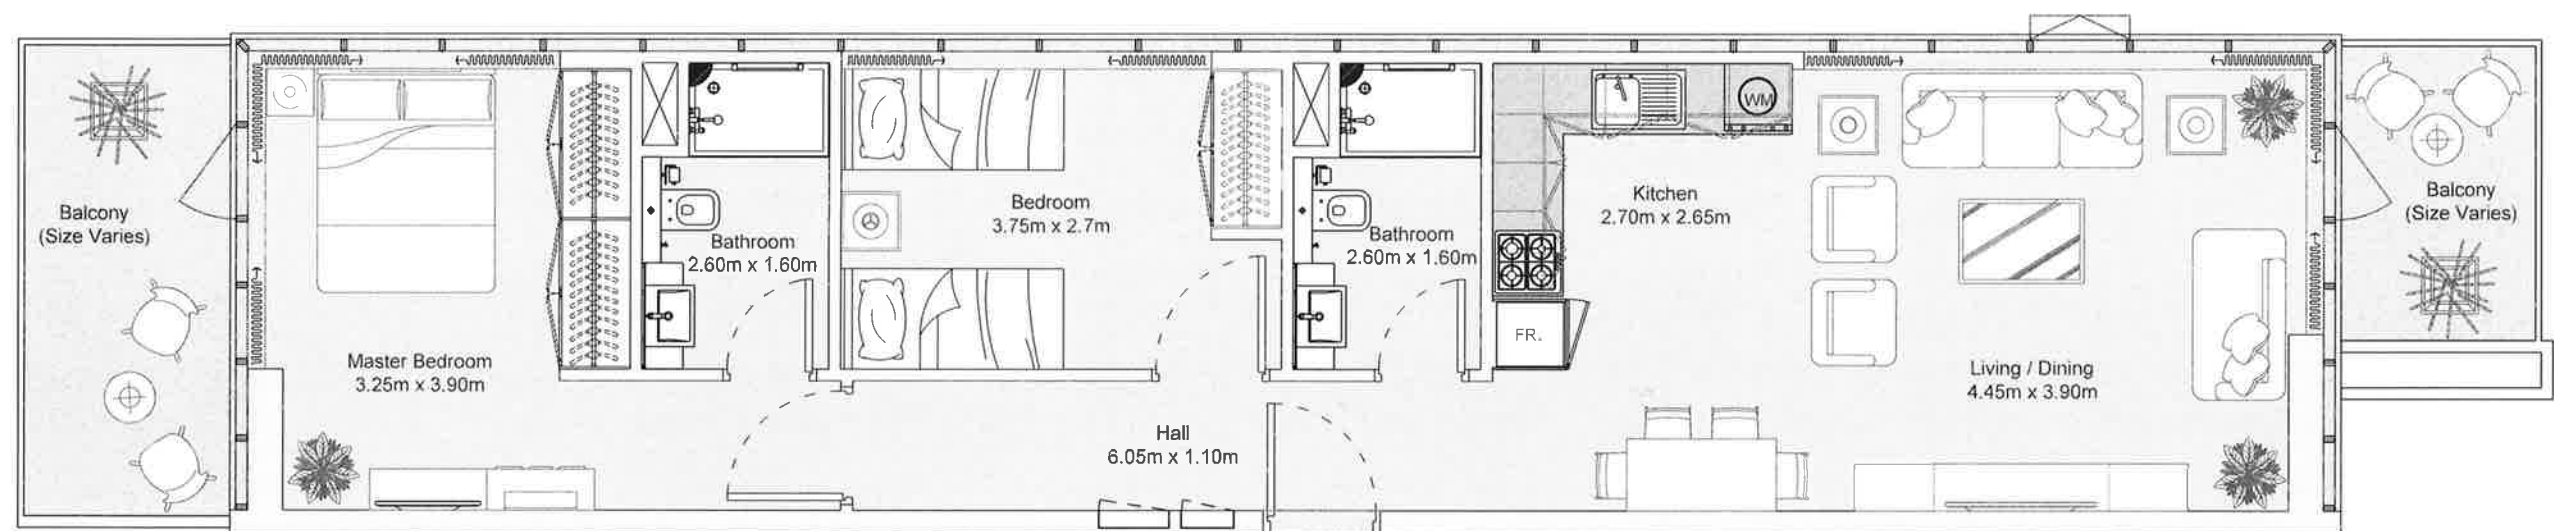 Balcony
(Size Varies)
Master Bedroom
3.25m x 3.90m
Bathroom
2.60m x 1.60m
Bedroom
3.75m x 2.7m
Hall
6.05m x 1.10m
Bathroom
2.60m x 1.60m
FR.
Kitchen
2.70m x 2.65m
WM
Living / Dining
4.45m x 3.90m
Balcony
(Size Varies)